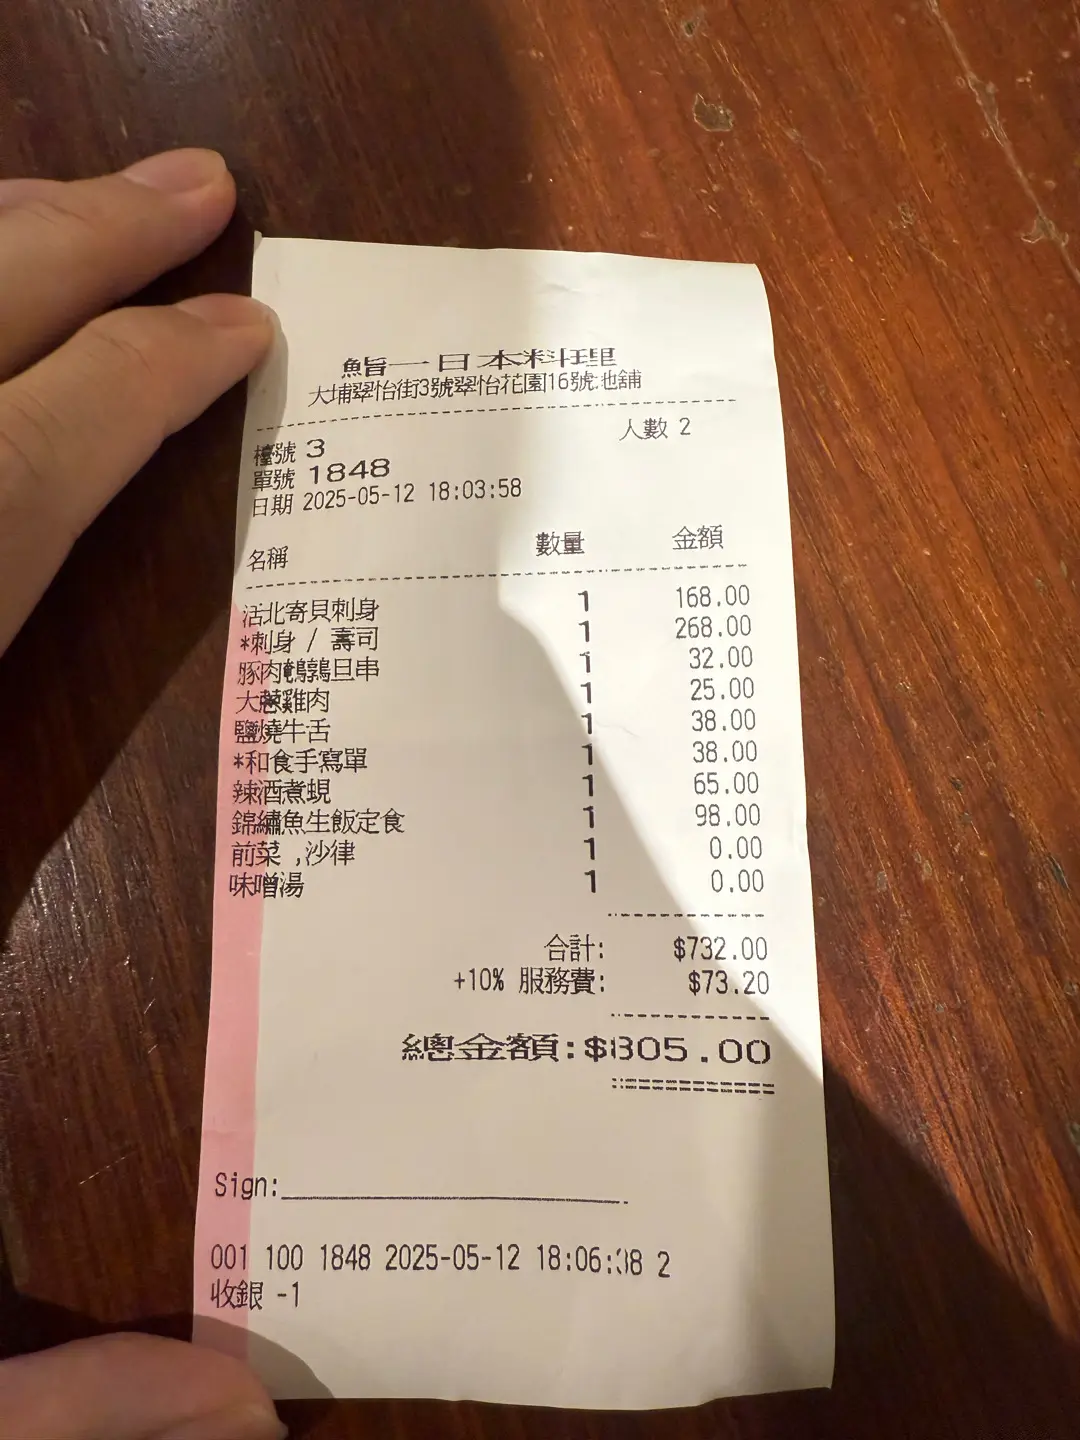 鮨一日本料理
大埔翠怡街3號翠怡花園16號地舖
人數 2
檯號 3
單號 1848
日期 2025-05-12 18:03:58
名稱 數量 金額
活北寄貝刺身 1 168.00
*刺身 / 壽司 1 268.00
豚肉鵪鶉旦串 1 32.00
大蔥雞肉 1 25.00
鹽燒牛舌 1 38.00
*和食手寫單 1 38.00
辣酒煮蜆 1 65.00
錦繡魚生飯定食 1 98.00
前菜 ,沙律 1 0.00
味噌湯 1 0.00
合計: $732.00
+10% 服務費: $73.20
總金額:$805.00
Sign:
001 100 1848 2025-05-12 2
收銀 -1